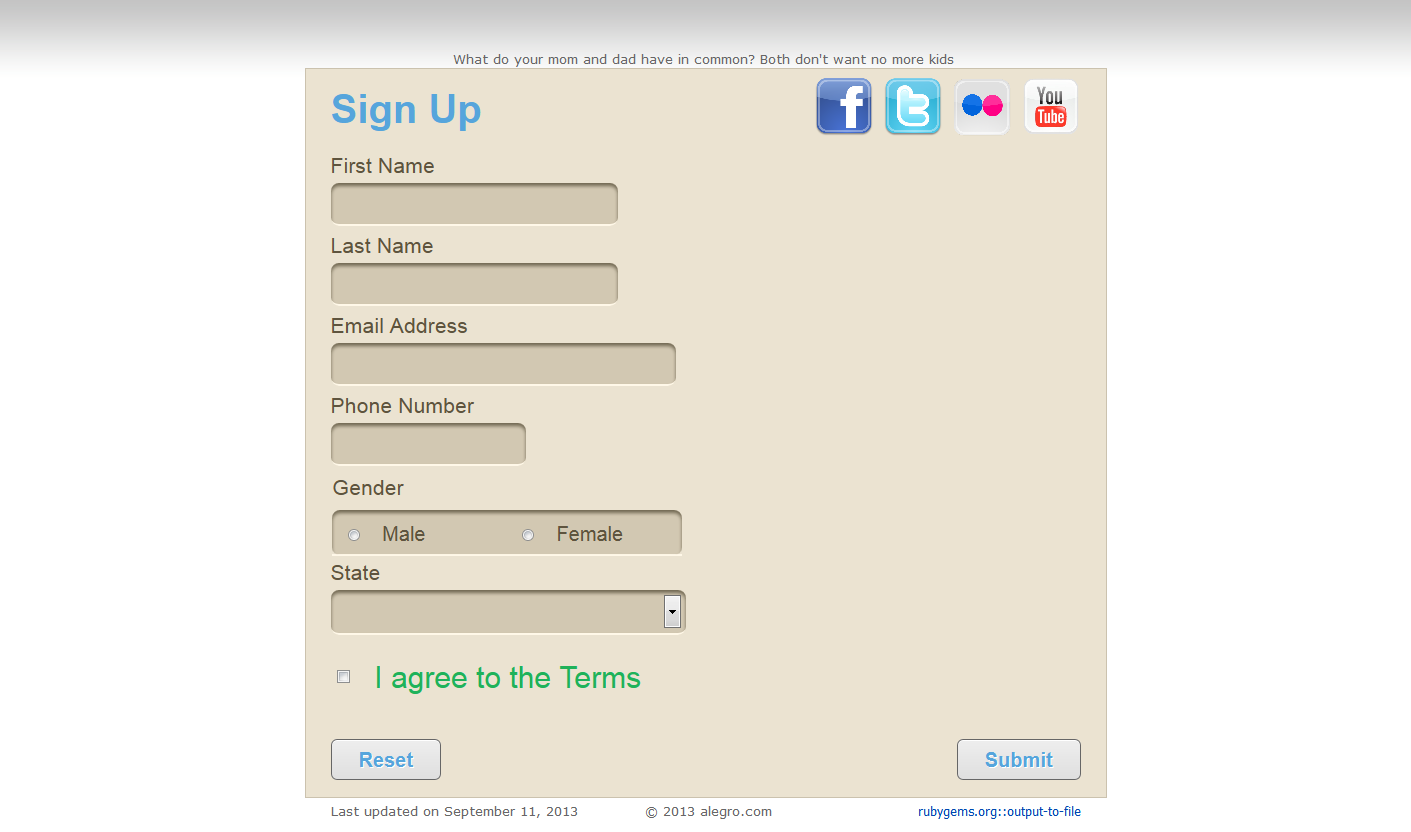 What do your mom and dad have in common? Both don't want no more kids
Sign Up
f
t
You
Tube
First Name
Last Name
Email Address
Phone Number
Gender
Male Female
State
I agree to the Terms
Reset Submit
Last updated on September 11, 2013 © 2013 alegro.com rubygems.org::output-to-file